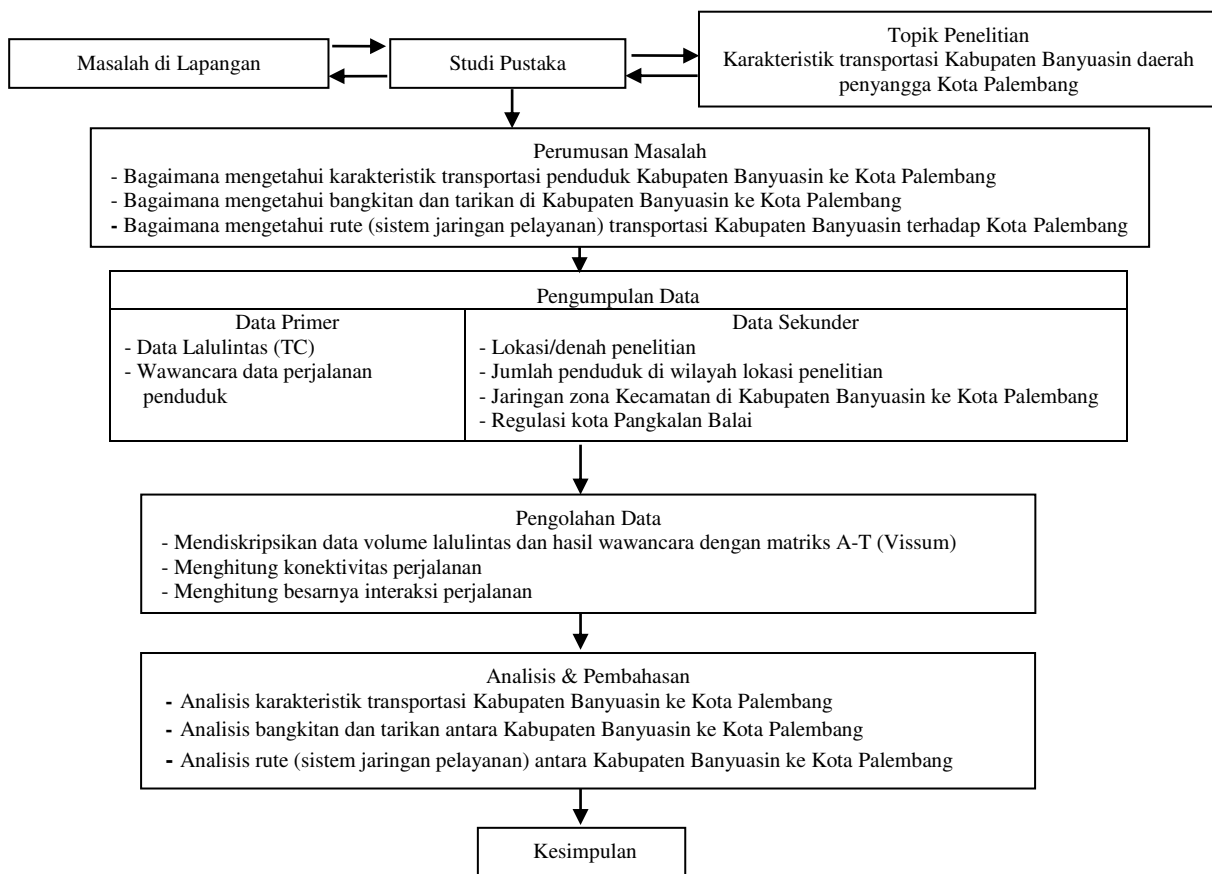 Masalah di Lapangan
Studi Pustaka
Topik Penelitian
Karakteristik transportasi Kabupaten Banyuasin daerah
penyangga Kota Palembang
Perumusan Masalah
- Bagaimana mengetahui karakteristik transportasi penduduk Kabupaten Banyuasin ke Kota Palembang
- Bagaimana mengetahui bangkitan dan tarikan di Kabupaten Banyuasin ke Kota Palembang
- Bagaimana mengetahui rute (sistem jaringan pelayanan) transportasi Kabupaten Banyuasin terhadap Kota Palembang
Pengumpulan Data
Data Primer
- Data Lalulintas (TC)
- Wawancara data perjalanan
penduduk
Data Sekunder
- Lokasi/denah penelitian
- Jumlah penduduk di wilayah lokasi penelitian
- Jaringan zona Kecamatan di Kabupaten Banyuasin ke Kota Palembang
- Regulasi kota Pangkalan Balai
Pengolahan Data
- Mendiskripsikan data volume lalulintas dan hasil wawancara dengan matriks A-T (Vissum)
- Menghitung konektivitas perjalanan
- Menghitung besarnya interaksi perjalanan
Analisis & Pembahasan
- Analisis karakteristik transportasi Kabupaten Banyuasin ke Kota Palembang
- Analisis bangkitan dan tarikan antara Kabupaten Banyuasin ke Kota Palembang
- Analisis rute (sistem jaringan pelayanan) antara Kabupaten Banyuasin ke Kota Palembang
Kesimpulan